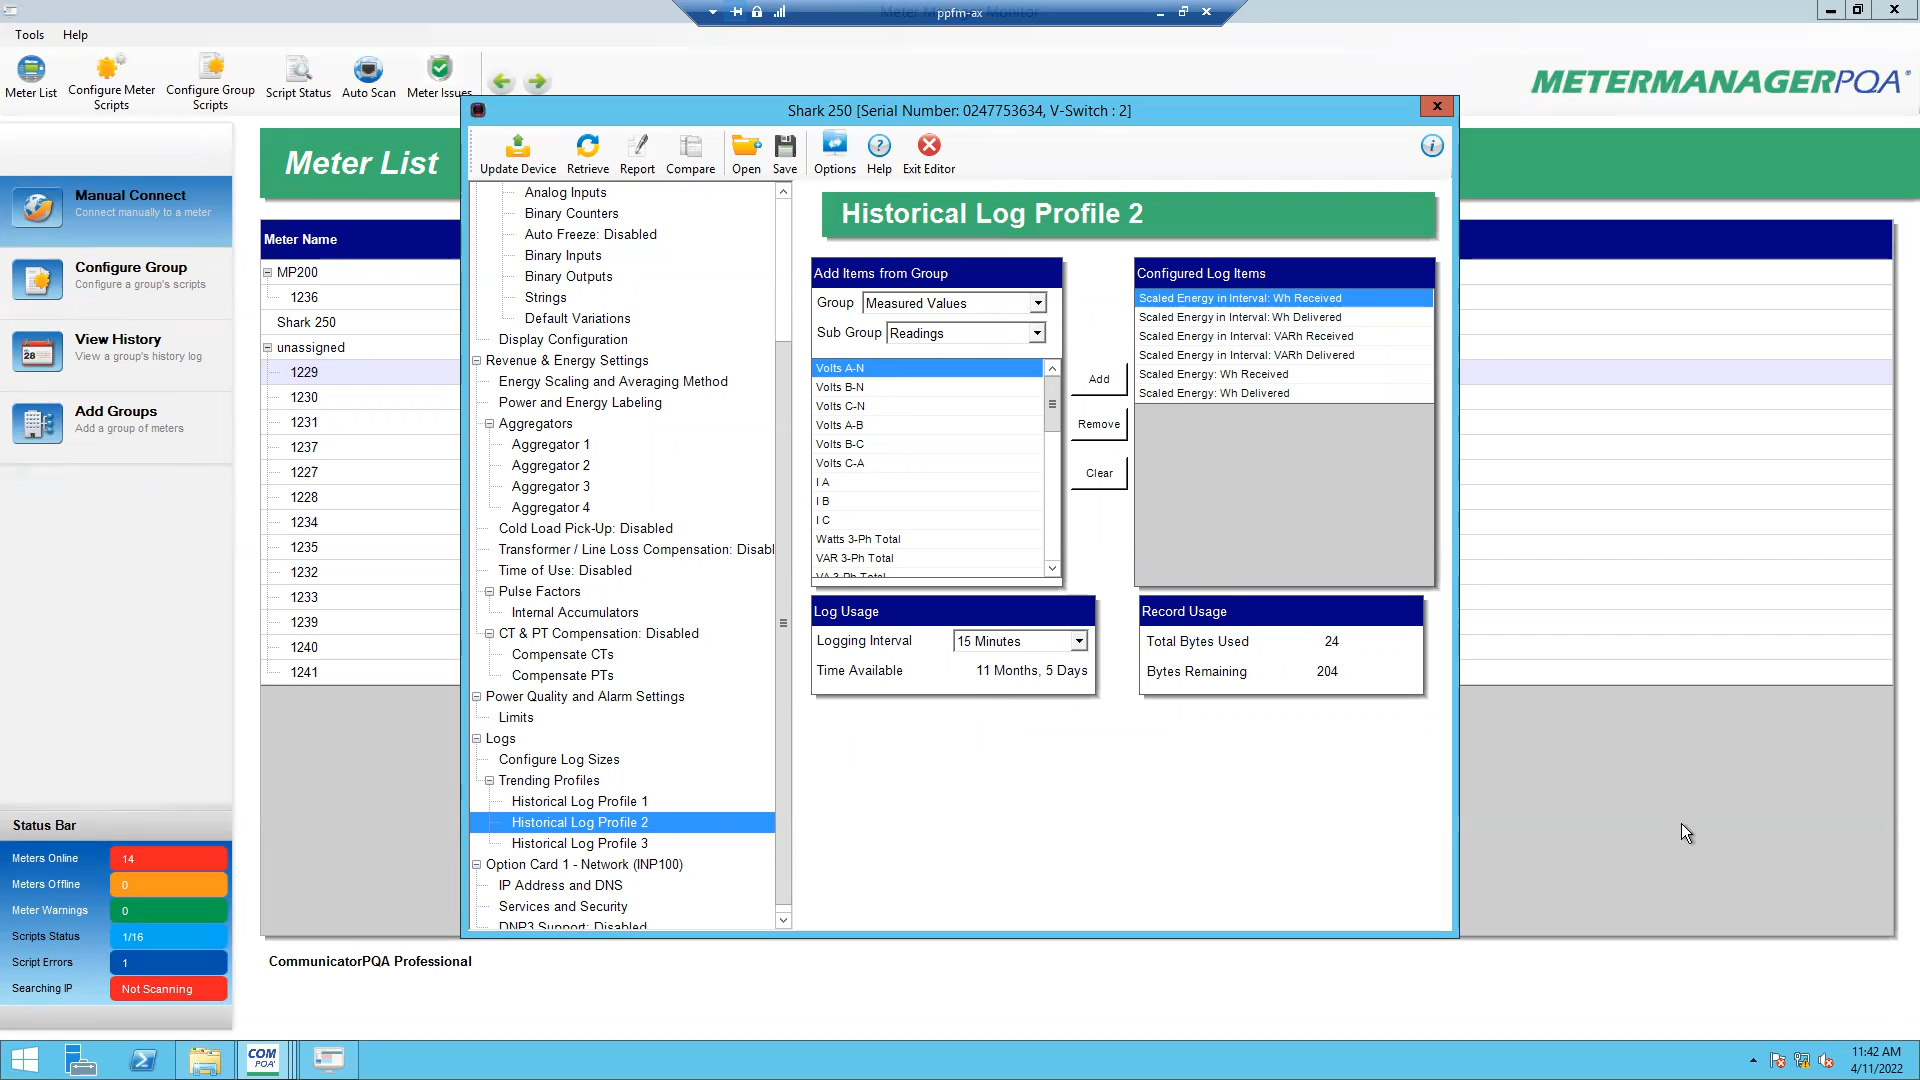 ppfm-ax
Tools
Help
Meter List
Configure Meter
Scripts
Configure Group
Scripts
Script Status
Auto Scan
Meter Issues
METERMANAGERPQA®
Shark 250 [Serial Number: 0247753634, V-Switch : 2]
Update Device
Retrieve
Report
Compare
Open
Save
Options
Help
Exit Editor
Manual Connect
Connect manually to a meter
Configure Group
Configure a group's scripts
View History
View a group's history log
28
Add Groups
Add a group of meters
Meter List
Meter Name
MP200
1236
Shark 250
unassigned
1229
1230
1231
1237
1227
1228
1234
1235
1232
1233
1239
1240
1241
Analog Inputs
Binary Counters
Auto Freeze: Disabled
Binary Inputs
Binary Outputs
Strings
Default Variations
Display Configuration
Revenue & Energy Settings
Energy Scaling and Averaging Method
Power and Energy Labeling
Aggregators
Aggregator 1
Aggregator 2
Aggregator 3
Aggregator 4
Cold Load Pick-Up: Disabled
Transformer / Line Loss Compensation: Disabl
Time of Use: Disabled
Pulse Factors
Internal Accumulators
CT & PT Compensation: Disabled
Compensate CTs
Compensate PTs
Power Quality and Alarm Settings
Limits
Logs
Configure Log Sizes
Trending Profiles
Historical Log Profile 1
Historical Log Profile 2
Historical Log Profile 3
Option Card 1 - Network (INP100)
IP Address and DNS
Services and Security
DNP3 Support: Disabled
Historical Log Profile 2
Add Items from Group
Group
Measured Values
Sub Group
Readings
Volts A-N
Volts B-N
Volts C-N
Volts A-B
Volts B-C
Volts C-A
I A
I B
I C
Watts 3-Ph Total
VAR 3-Ph Total
VA 3-Ph Total
Add
Remove
Clear
Configured Log Items
Scaled Energy in Interval: Wh Received
Scaled Energy in Interval: Wh Delivered
Scaled Energy in Interval: VARh Received
Scaled Energy in Interval: VARh Delivered
Scaled Energy: Wh Received
Scaled Energy: Wh Delivered
Log Usage
Logging Interval
15 Minutes
Time Available
11 Months, 5 Days
Record Usage
Total Bytes Used
24
Bytes Remaining
204
Status Bar
Meters Online
14
Meters Offline
0
Meter Warnings
0
Scripts Status
1/16
Script Errors
1
Searching IP
Not Scanning
CommunicatorPQA Professional
COM
PQA
11:42 AM
4/11/2022